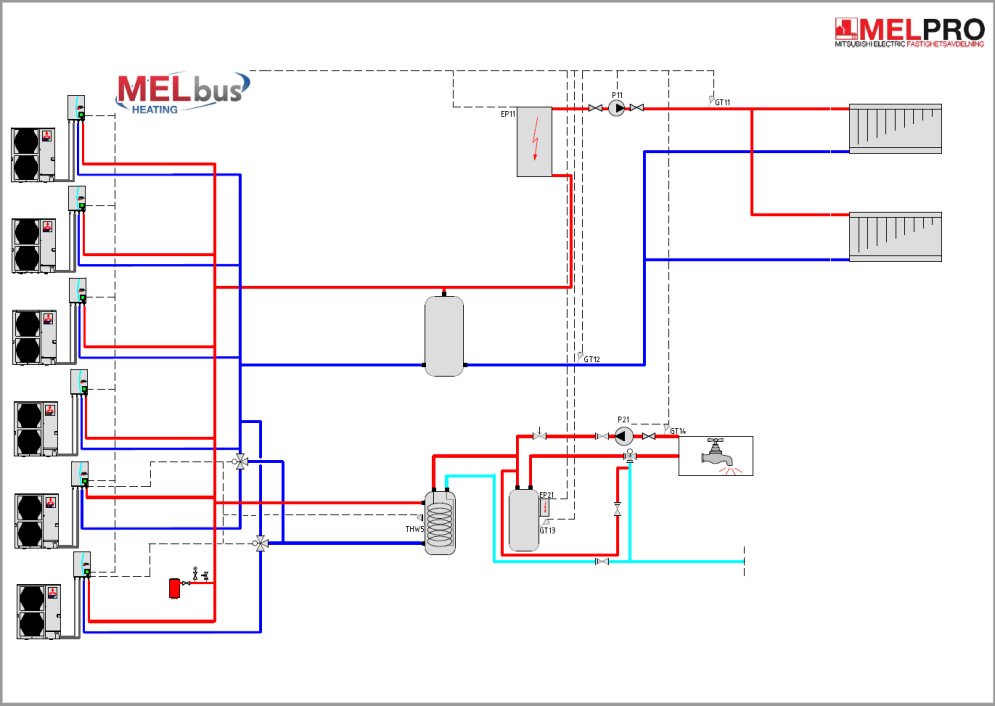 MELPRO
MITSUBISHI ELECTRIC FASTIGHETSAVDELNING
MELbus
HEATING
P11
GT11
EP11
GT12
P21
GT14
EP21
THW5
GT13